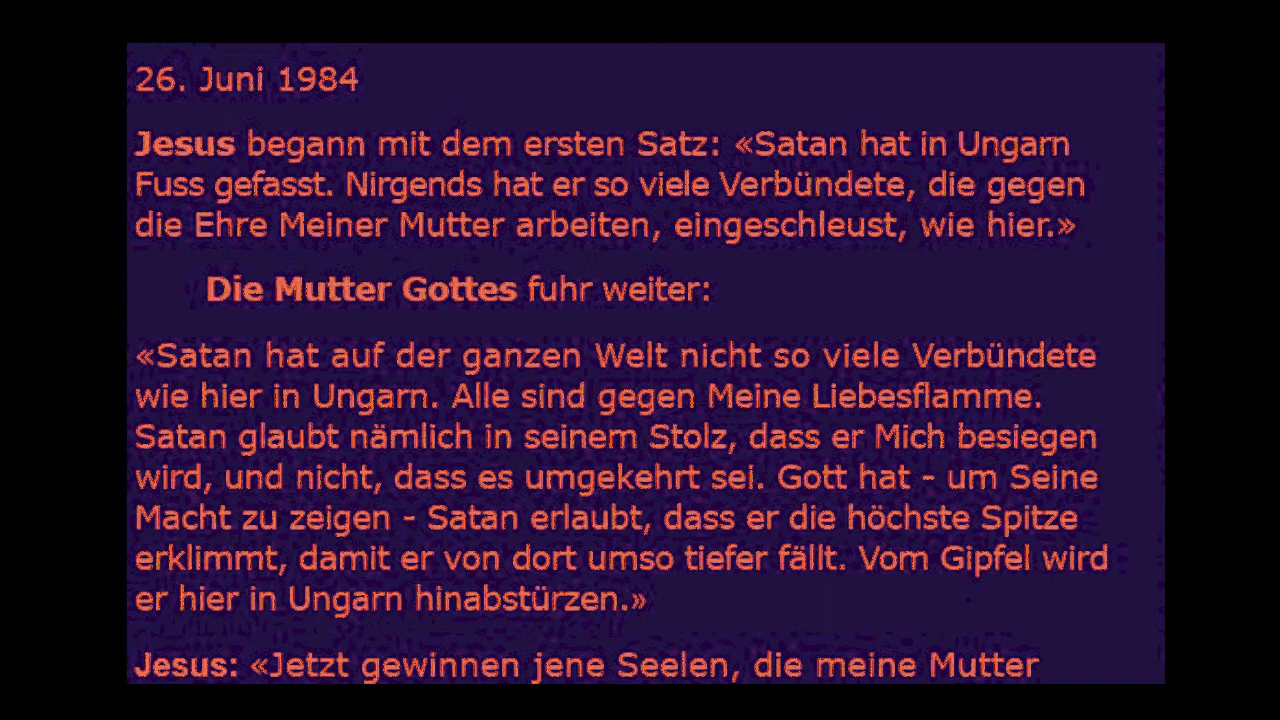 26. Juni 1984
Jesus begann mit dem ersten Satz: «Satan hat in Ungarn
Fuss gefasst. Nirgends hat er so viele Verbündete, die gegen
die Ehre Meiner Mutter arbeiten, eingeschleust, wie hier.»
Die Mutter Gottes fuhr weiter:
«Satan hat auf der ganzen Welt nicht so viele Verbündete
wie hier in Ungarn. Alle sind gegen Meine Liebesflamme.
Satan glaubt nämlich in seinem Stolz, dass er Mich besiegen
wird, und nicht, dass es umgekehrt sei. Gott hat - um Seine
Macht zu zeigen - Satan erlaubt, dass er die höchste Spitze
erklimmt, damit er von dort umso tiefer fällt. Vom Gipfel wird
er hier in Ungarn hinabstürzen.»
Jesus: «Jetzt gewinnen jene Seelen, die meine Mutter